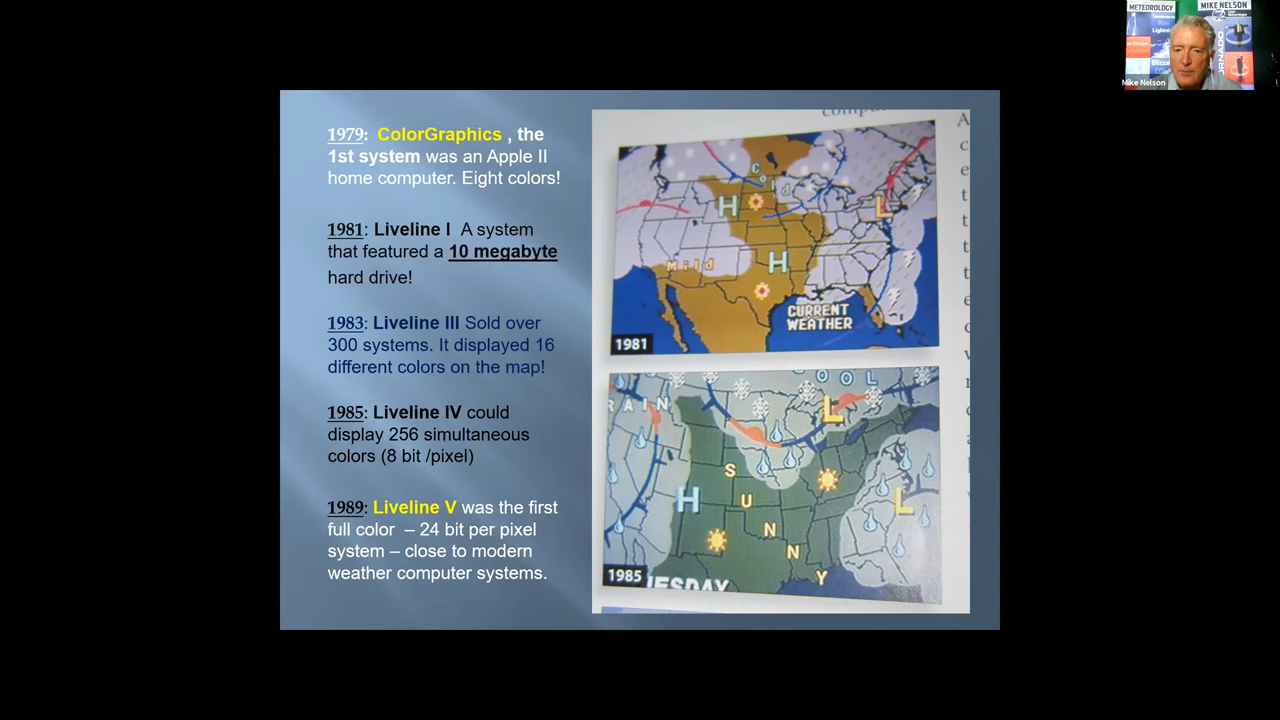 1979: ColorGraphics , the
1st system was an Apple II
home computer. Eight colors!
1981: Liveline I A system
that featured a 10 megabyte
hard drive!
1983: Liveline III Sold over
300 systems. It displayed 16
different colors on the map!
1985: Liveline IV could
display 256 simultaneous
colors (8 bit /pixel)
1989: Liveline V was the first
full color – 24 bit per pixel
system – close to modern
weather computer systems.
Cold
H
L
Mild
H
CURRENT
WEATHER
1981
COOL
RAIN
L
SUNNY
H
L
1985
TUESDAY
METEOROLOGY
MIKE NELSON
Mike Nelson